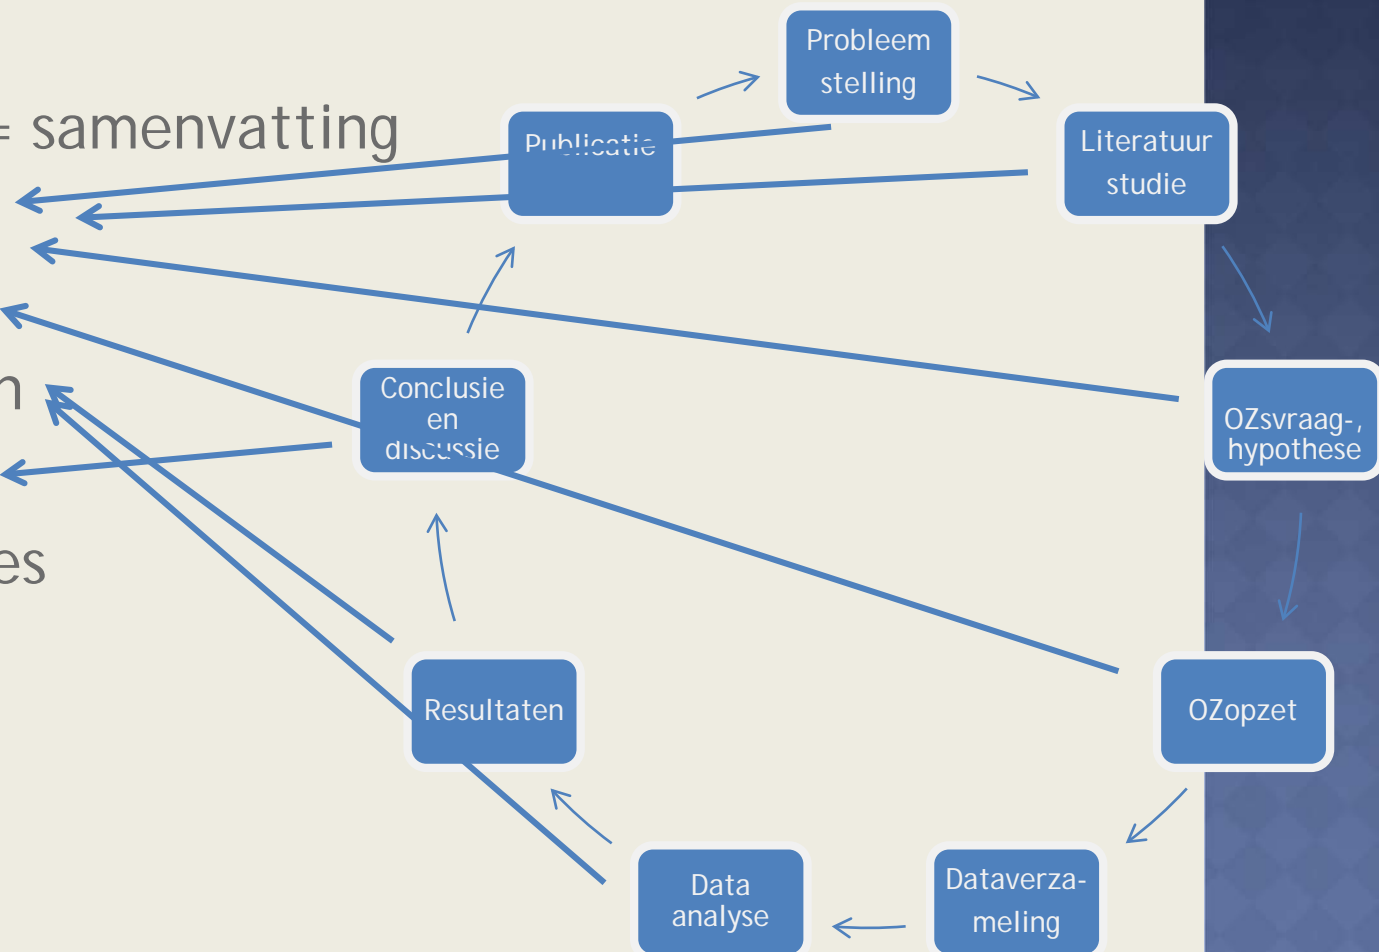 = samenvatting
n
es
Probleem
stelling
Literatuur
studie
OZsvraag-,
hypothese
OZopzet
Dataverza-
meling
Data
analyse
Resultaten
Conclusie
en
discussie
Publicatie